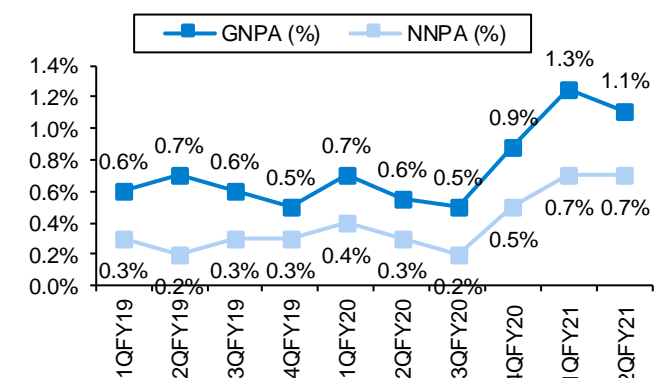 GNPA (%) NNPA (%)
1.4%
1.2%
1.0%
0.8%
0.6%
0.4%
0.2%
0.0%
0.6% 0.7% 0.6% 0.5% 0.7% 0.6% 0.5% 0.9% 1.3% 1.1%
0.3% 0.2% 0.3% 0.3% 0.4% 0.3% 0.2% 0.5% 0.7% 0.7%
1QFY19
2QFY19
3QFY19
4QFY19
1QFY20
2QFY20
3QFY20
4QFY20
1QFY21
2QFY21